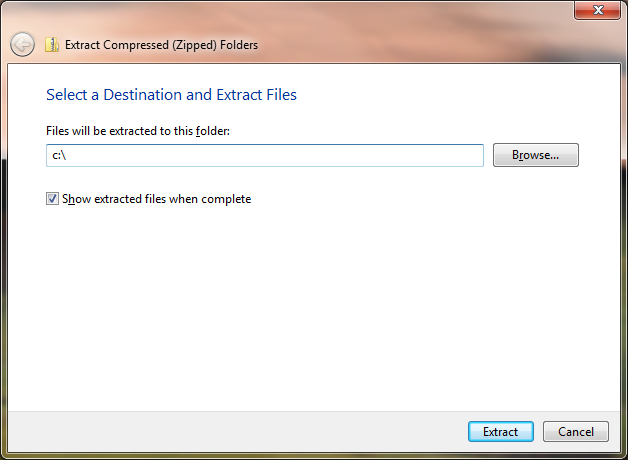 Extract Compressed (Zipped) Folders
Select a Destination and Extract Files
Files will be extracted to this folder:
c:\
Browse...
Show extracted files when complete
Extract
Cancel